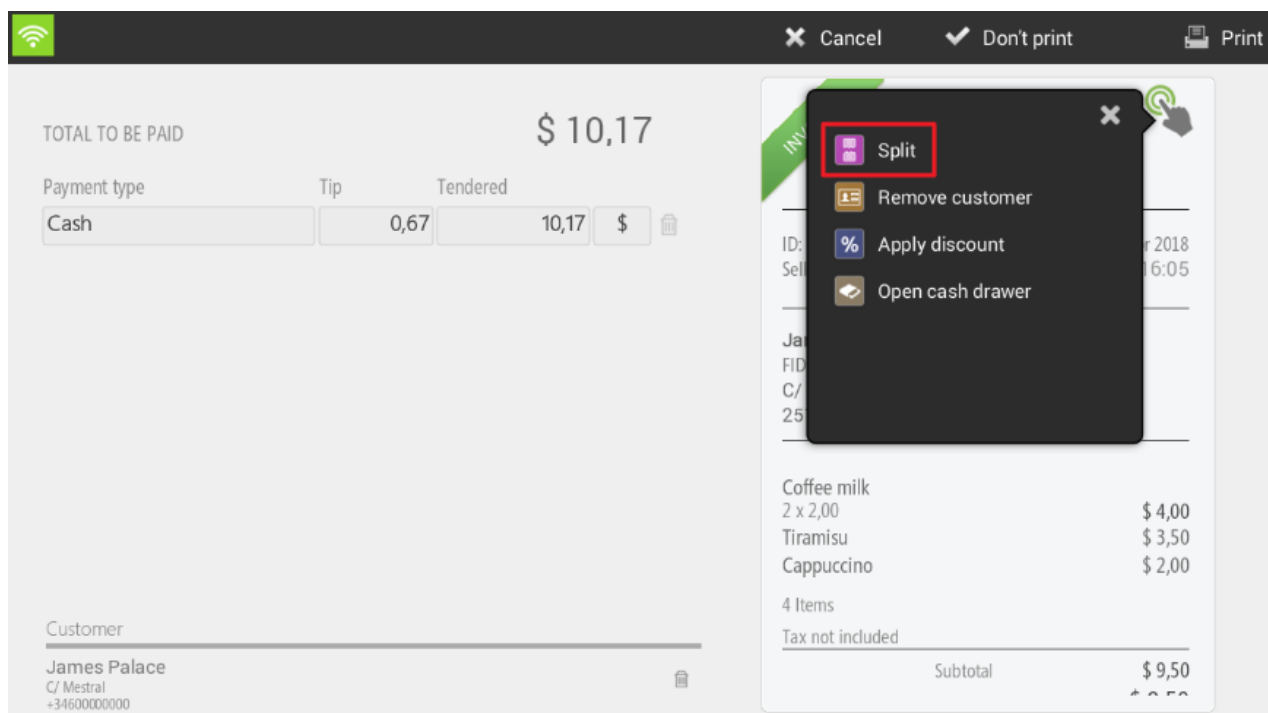 Cancel
Don't print
Print
TOTAL TO BE PAID
$ 10,17
Payment type
Tip
Tendered
Cash
0,67
10,17
$
Customer
James Palace
C/ Mestral
+34600000000
Split
Remove customer
%
Apply discount
Open cash drawer
ID:
2018
16:05
FID
C/
Coffee milk
2 x 2,00
$ 4,00
Tiramisu
$ 3,50
Cappuccino
$ 2,00
4 Items
Tax not included
Subtotal
$ 9,50